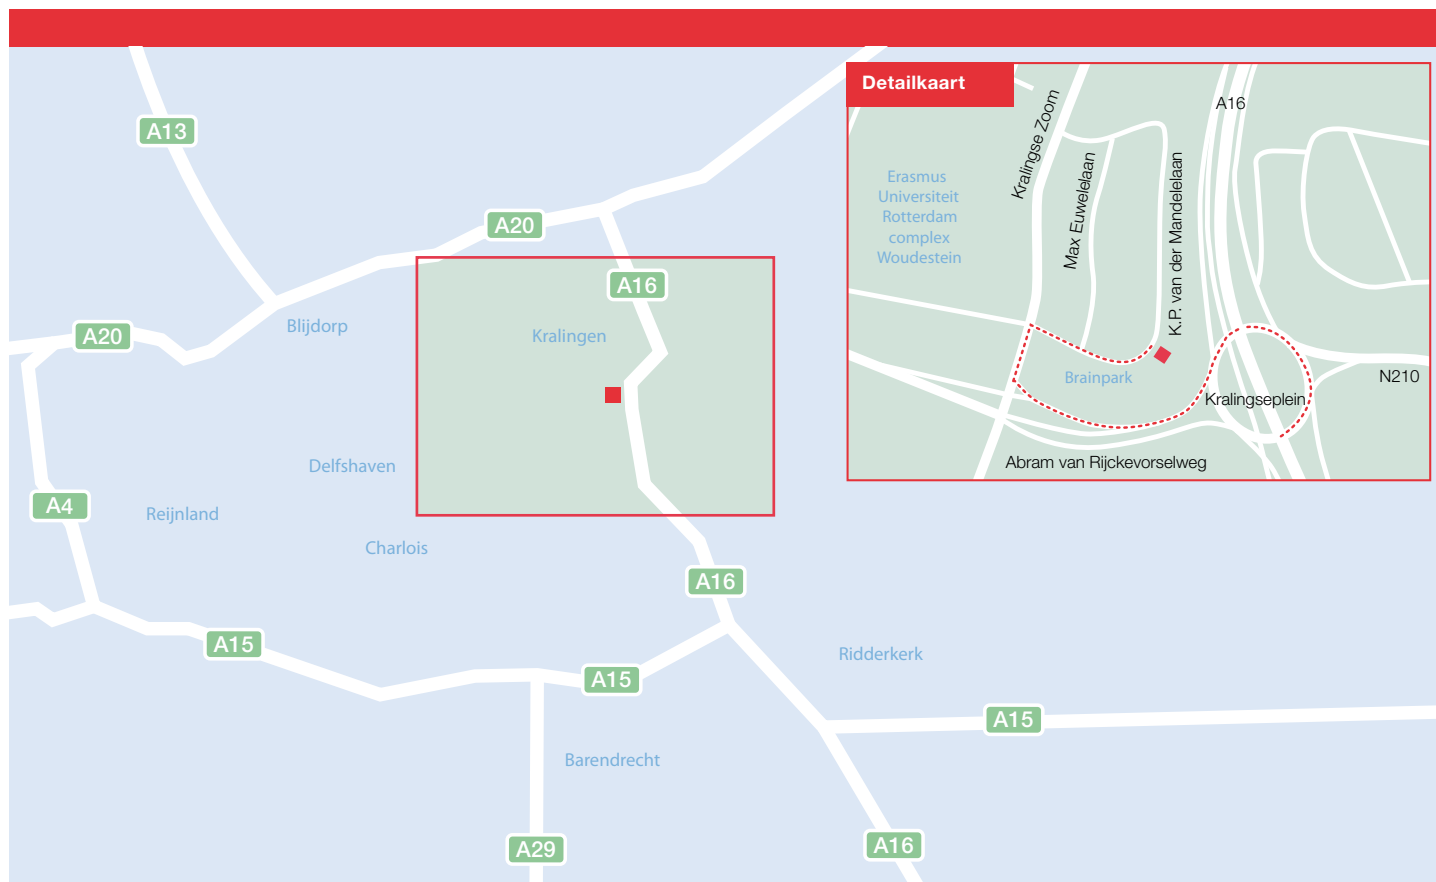 Detailkaart
A16
Kralingse Zoom
Max Euwelelaan
K.P. van der Mandelelaan
Erasmus
Universiteit
Rotterdam
complex
Woudestein
Brainpark
Kralingseplein
N210
Abram van Rijckevorselweg
A13
A20
A16
Blijdorp
Kralingen
A20
Delfshaven
A4
Reijnland
Charlois
A16
A15
Ridderkerk
A15
A15
Barendrecht
A29
A16